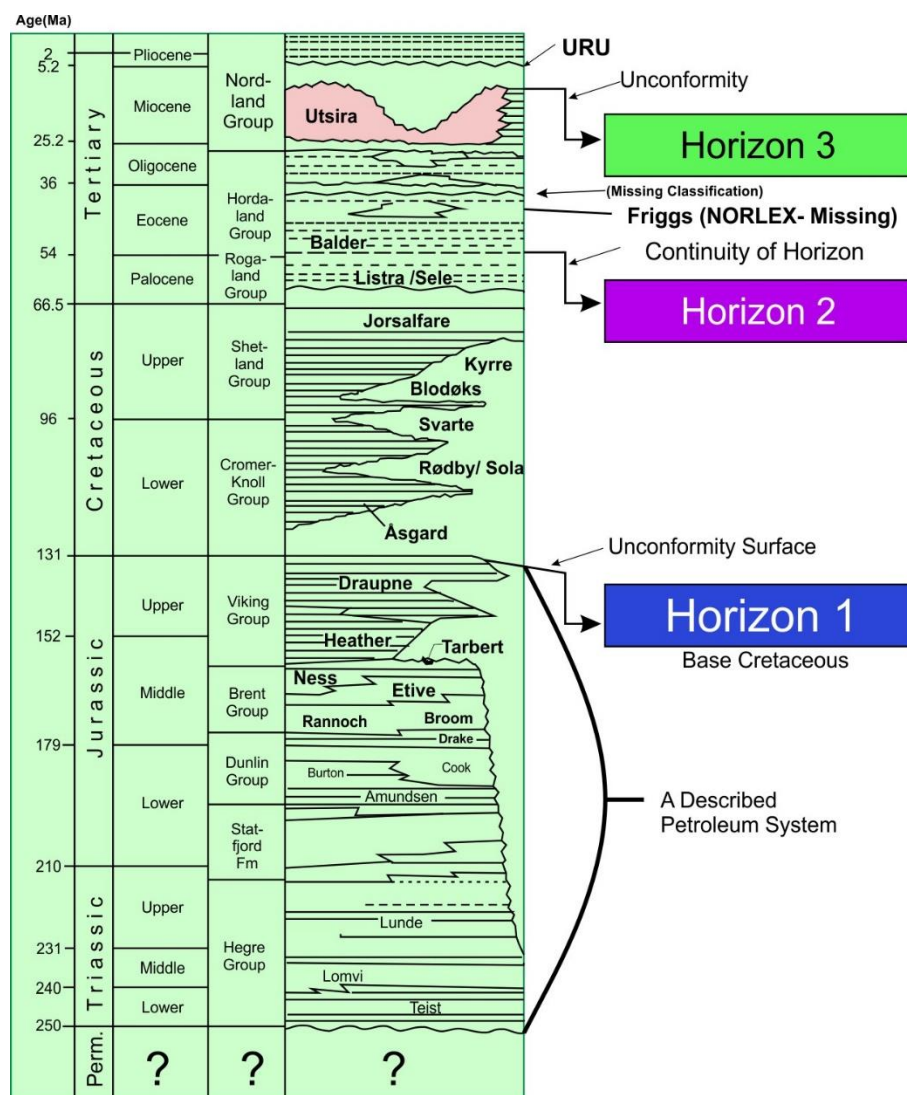 Age(Ma)
2
5.2
25.2
36
54
66.5
96
131
152
179
210
231
240
250
Tertiary
Cretaceous
Jurassic
Triassic
Perm.
Pliocene
Miocene
Oligocene
Eocene
Palocene
Upper
Lower
Upper
Middle
Lower
Upper
Middle
Lower
?
Nord-
land
Group
Horda-
land
Group
Roga-
land
Group
Shet-
land
Group
Cromer-
Knoll
Group
Viking
Group
Brent
Group
Dunlin
Group
Stat-
fjord
Fm
Hegre
Group
?
Utsira
Balder
Listra /Sele
Jorsalfare
Kyrre
Blodøks
Svarte
Rødby/ Sola
Åsgard
Draupne
Heather
Tarbert
Ness
Etive
Rannoch
Broom
Drake
Burton
Cook
Amundsen
Lunde
Lomvi
Teist
?
URU
Unconformity
Horizon 3
(Missing Classification)
Friggs (NORLEX- Missing)
Continuity of Horizon
Horizon 2
Unconformity Surface
Horizon 1
Base Cretaceous
A Described
Petroleum System